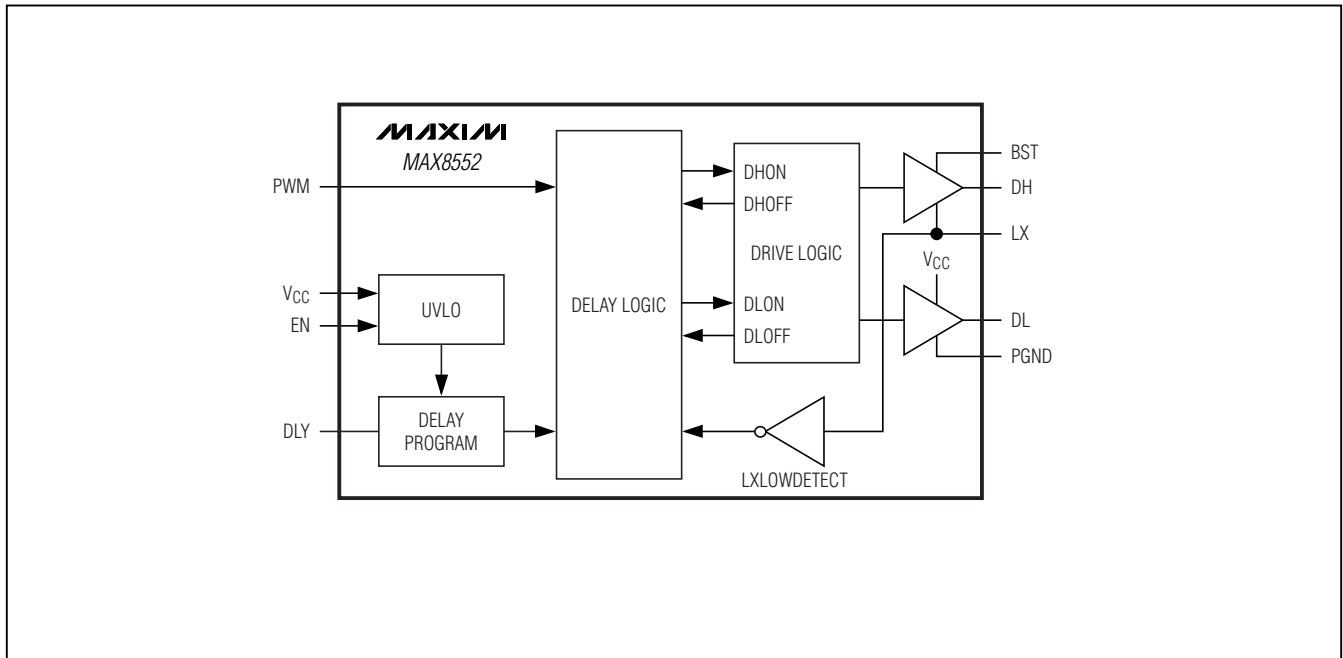 MAXIM
MAX8552
PWM
VCC
EN
DLY
UVLO
DELAY
PROGRAM
DELAY LOGIC
DHON
DHOFF
DRIVE LOGIC
DLON
DLOFF
LXLOWDETECT
BST
DH
LX
VCC
DL
PGND